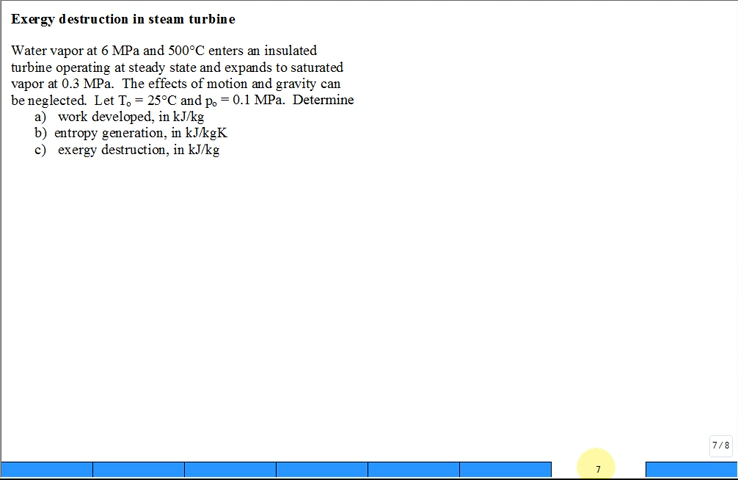 Exergy destruction in steam turbine
Water vapor at 6 MPa and 500°C enters an insulated
turbine operating at steady state and expands to saturated
vapor at 0.3 MPa.  The effects of motion and gravity can
be neglected.  Let Tₒ = 25°C and pₒ = 0.1 MPa.  Determine
a) work developed, in kJ/kg
b) entropy generation, in kJ/kgK
c) exergy destruction, in kJ/kg
7/8
7